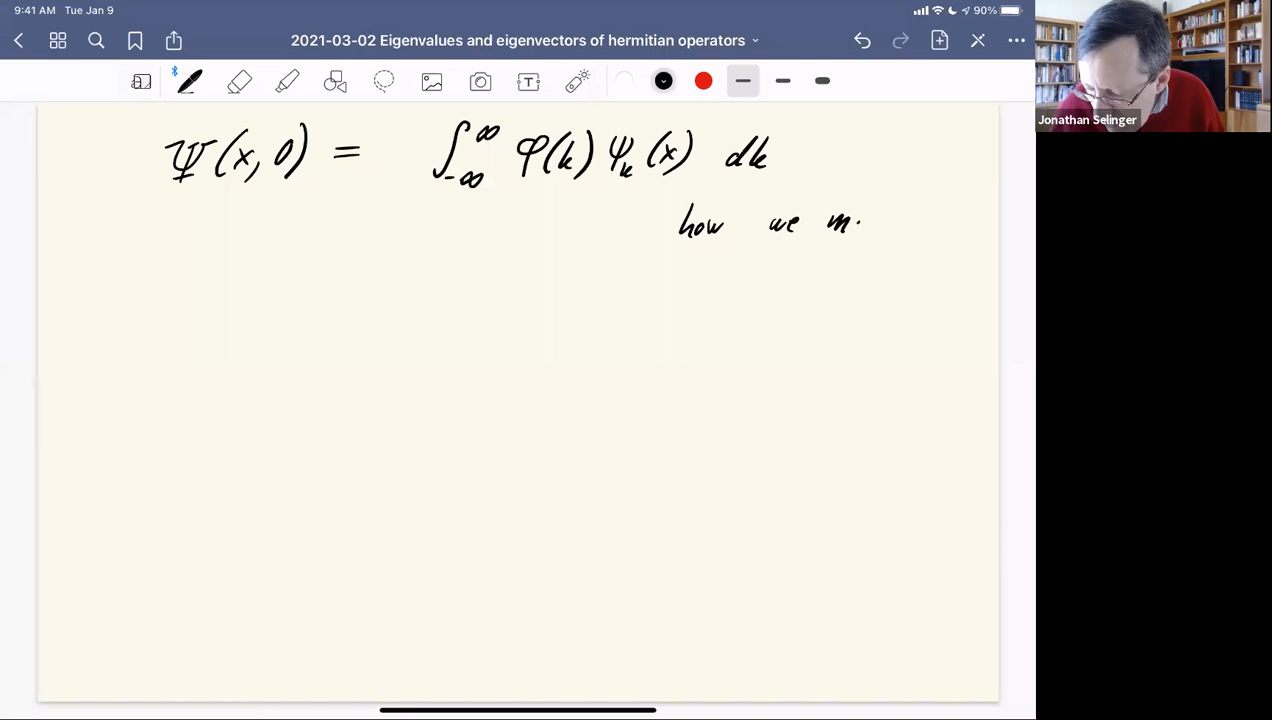 9:41 AM Tue Jan 9 90%
2021-03-02 Eigenvalues and eigenvectors of hermitian operators
Jonathan Selinger
Ψ(x, 0) = ∫_{-∞}^{∞} φ(k) ψ_k (x) dk
how we m